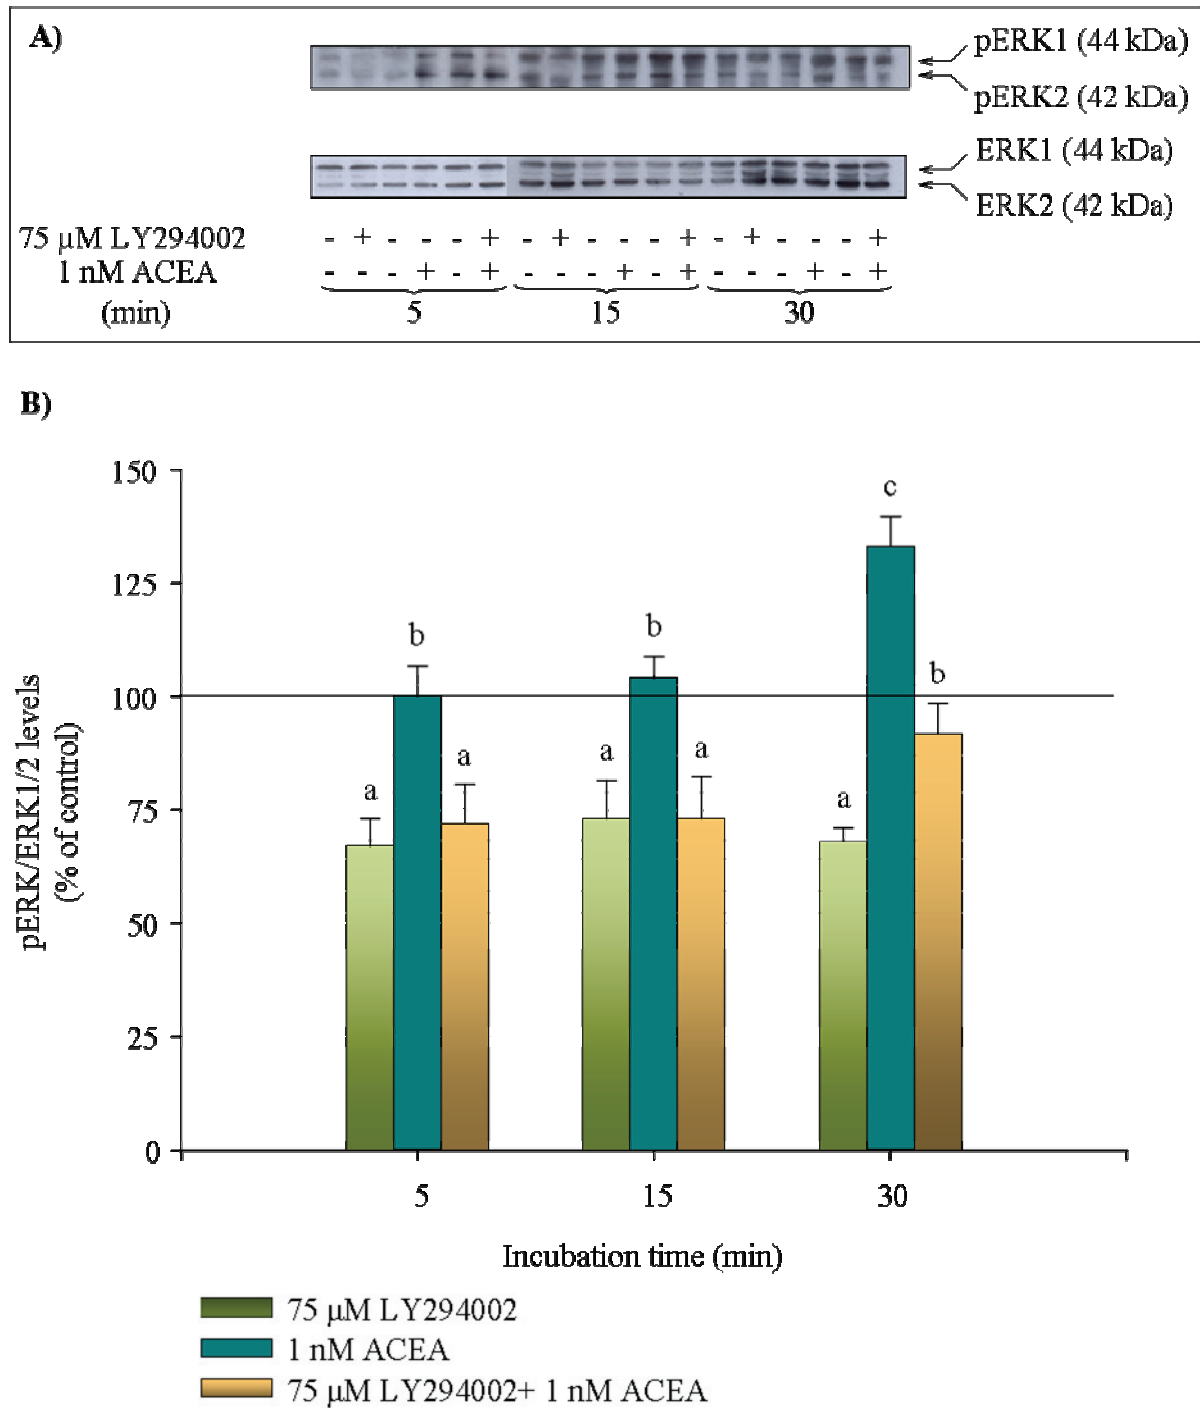 A)
pERK1 (44 kDa)
pERK2 (42 kDa)
ERK1 (44 kDa)
ERK2 (42 kDa)
75 µM LY294002 - + - - - + - + - - - + - + - - - +
1 nM ACEA - - - + - + - - - + - + - - - + - +
(min) 5 15 30
B)
pERK/ERK1/2 levels
(% of control)
150
125
100
75
50
25
0
a b a
a b a
a c b
5 15 30
Incubation time (min)
75 µM LY294002
1 nM ACEA
75 µM LY294002+ 1 nM ACEA